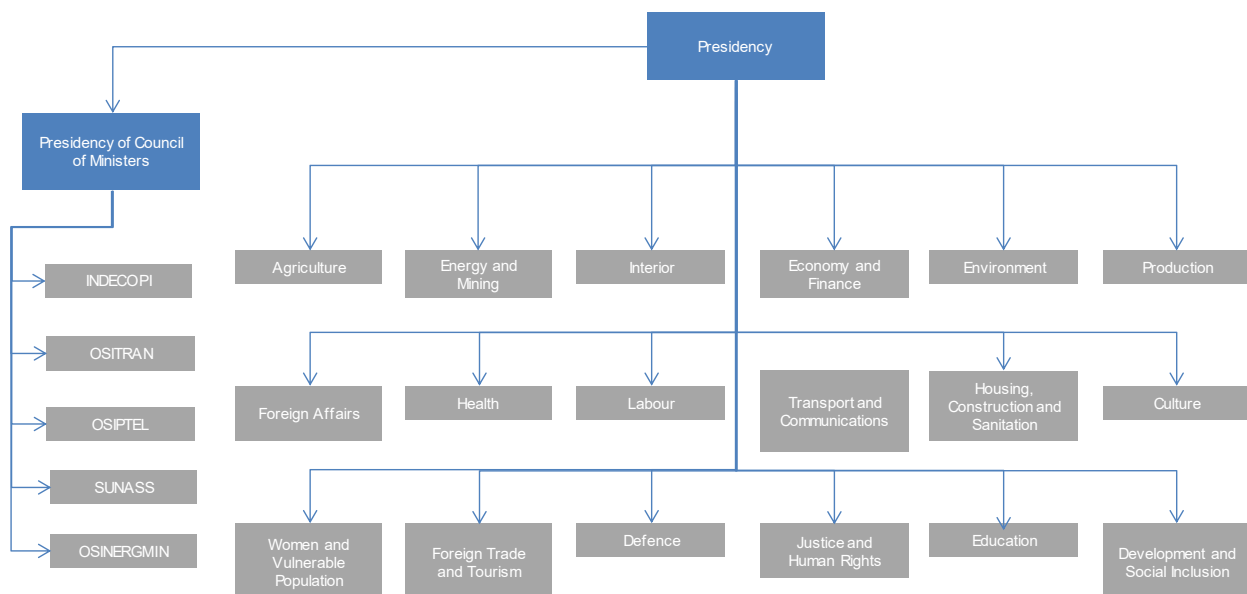 Presidency
Presidency of Council
of Ministers
INDECOPI
OSITRAN
OSIPTEL
SUNASS
OSINERGMIN
Agriculture
Energy and
Mining
Interior
Economy and
Finance
Environment
Production
Foreign Affairs
Health
Labour
Transport and
Communications
Housing,
Construction and
Sanitation
Culture
Women and
Vulnerable
Population
Foreign Trade
and Tourism
Defence
Justice and
Human Rights
Education
Development and
Social Inclusion